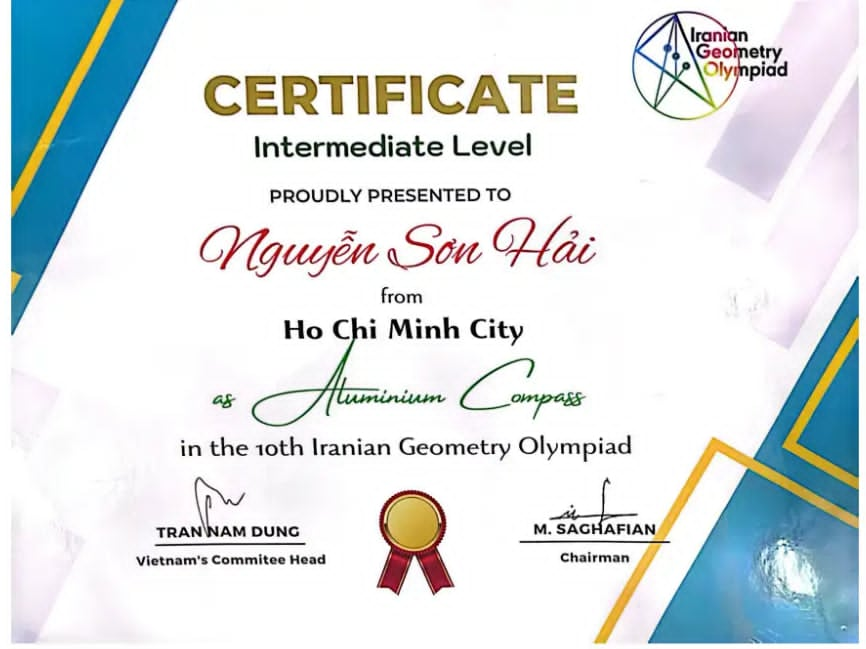 Iranian
Geometry
Olympiad
CERTIFICATE
Intermediate Level
PROUDLY PRESENTED TO
Nguyễn Sơn Hải
from
Ho Chi Minh City
as Aluminium Compass
in the 10th Iranian Geometry Olympiad
TRAN NAM DUNG
Vietnam's Commitee Head
M. SAGHAFIAN
Chairman